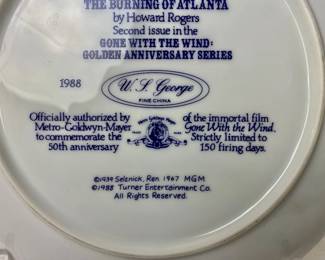 THE BURNING OF ATLANTA
by Howard Rogers
Second issue in the
GONE WITH THE WIND:
GOLDEN ANNIVERSARY SERIES
1988
W. S. George
FINE CHINA
Officially authorized by
Metro-Goldwyn-Mayer
to commemorate the
50th anniversary
of the immortal film
Gone With the Wind.
Strictly limited to
150 firing days.
©1939 Selznick, Ren. 1967 MGM
©1988 Turner Entertainment Co.
All Rights Reserved.